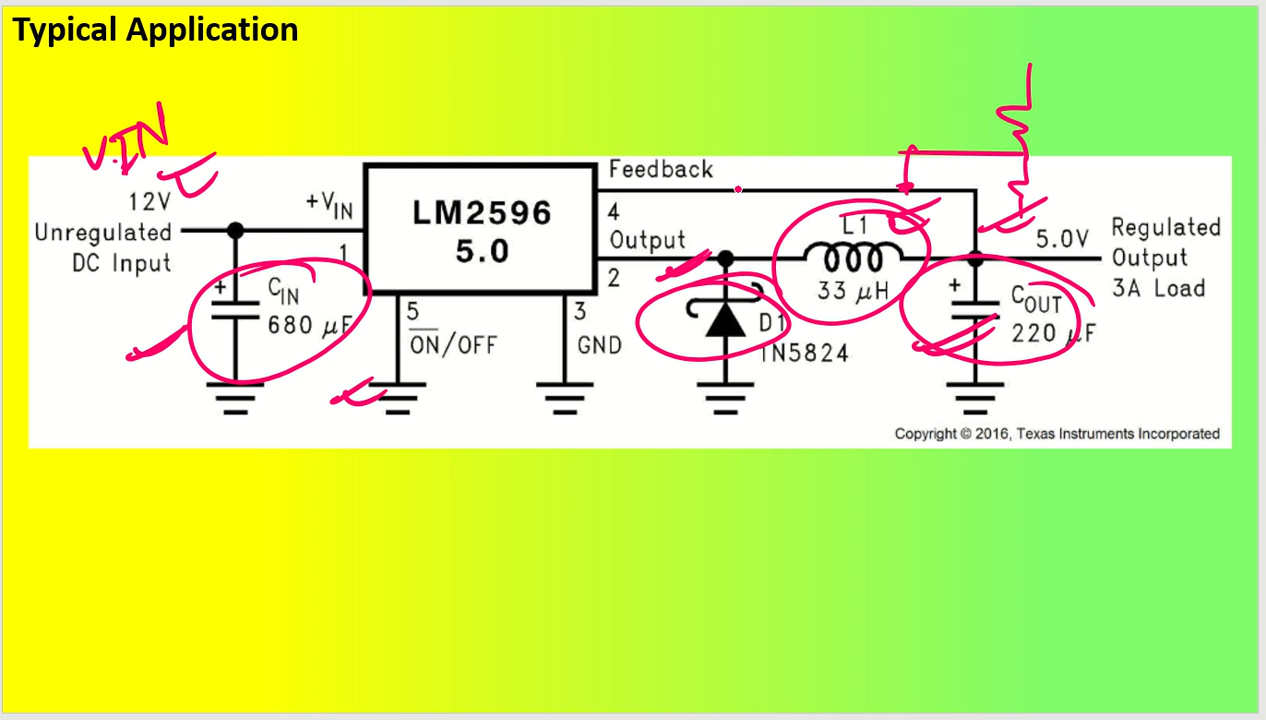 Typical Application
VIN
Feedback
12V
+VIN
LM2596
4
Unregulated
5.0
Output
L1
5.0V
Regulated
DC Input
1
2
Output
+
CIN
33 µH
+
COUT
3A Load
680 µF
5
3
D1
220 µF
ON/OFF
GND
1N5824
Copyright © 2016, Texas Instruments Incorporated